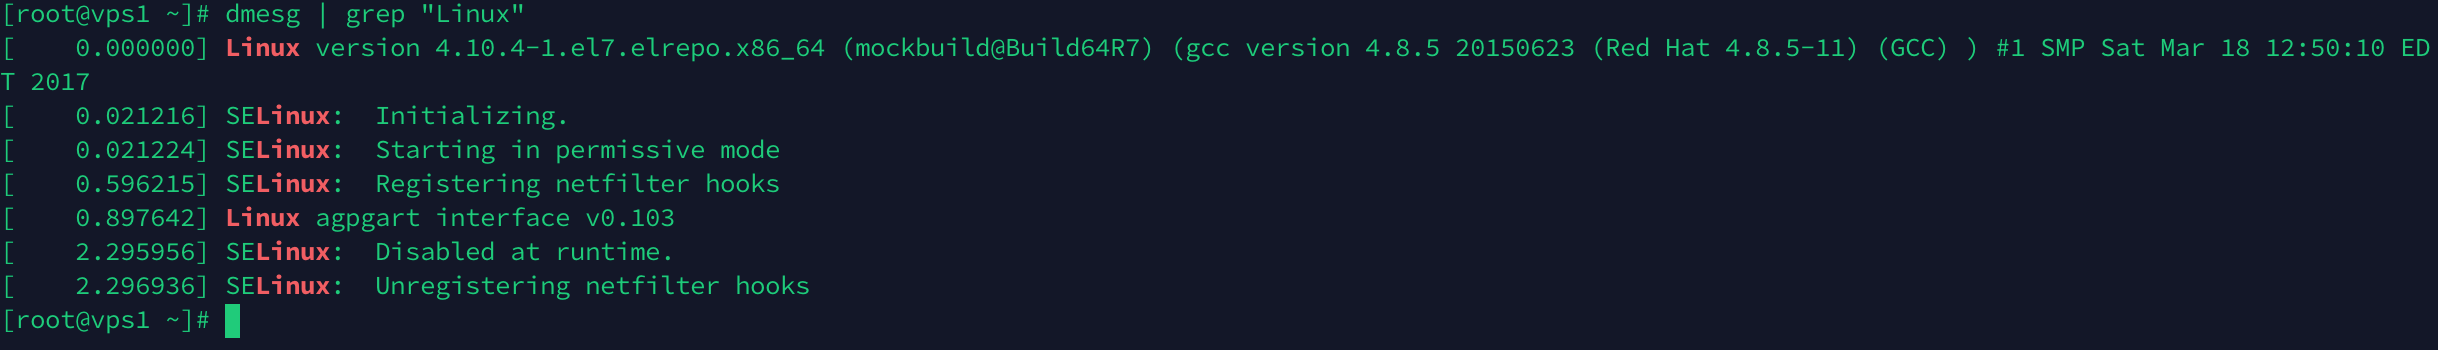 [root@vps1 ~]# dmesg | grep "Linux"
[    0.000000] Linux version 4.10.4-1.el7.elrepo.x86_64 (mockbuild@Build64R7) (gcc version 4.8.5 20150623 (Red Hat 4.8.5-11) (GCC) ) #1 SMP Sat Mar 18 12:50:10 ED
T 2017
[    0.021216] SELinux:  Initializing.
[    0.021224] SELinux:  Starting in permissive mode
[    0.596215] SELinux:  Registering netfilter hooks
[    0.897642] Linux agpgart interface v0.103
[    2.295956] SELinux:  Disabled at runtime.
[    2.296936] SELinux:  Unregistering netfilter hooks
[root@vps1 ~]#